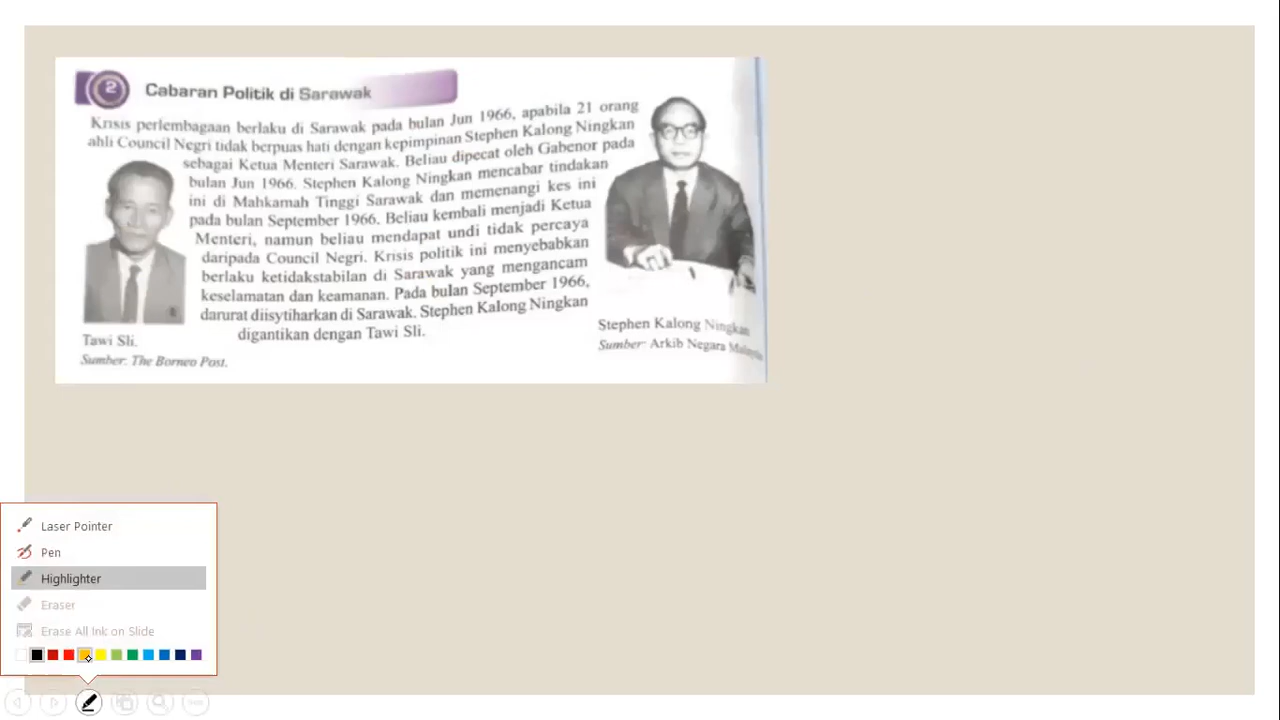 2 Cabaran Politik di Sarawak
Krisis perlembagaan berlaku di Sarawak pada bulan Jun 1966, apabila 21 orang
ahli Council Negri tidak berpuas hati dengan kepimpinan Stephen Kalong Ningkan
sebagai Ketua Menteri Sarawak. Beliau dipecat oleh Gabenor pada
bulan Jun 1966. Stephen Kalong Ningkan mencabar tindakan
ini di Mahkamah Tinggi Sarawak dan memenangi kes ini
pada bulan September 1966. Beliau kembali menjadi Ketua
Menteri, namun beliau mendapat undi tidak percaya
daripada Council Negri. Krisis politik ini menyebabkan
berlaku ketidakstabilan di Sarawak yang mengancam
keselamatan dan keamanan. Pada bulan September 1966,
darurat diisytiharkan di Sarawak. Stephen Kalong Ningkan
digantikan dengan Tawi Sli.
Tawi Sli.
Sumber: The Borneo Post.
Stephen Kalong Ningkan
Sumber: Arkib Negara Malaysia
Laser Pointer
Pen
Highlighter
Eraser
Erase All Ink on Slide